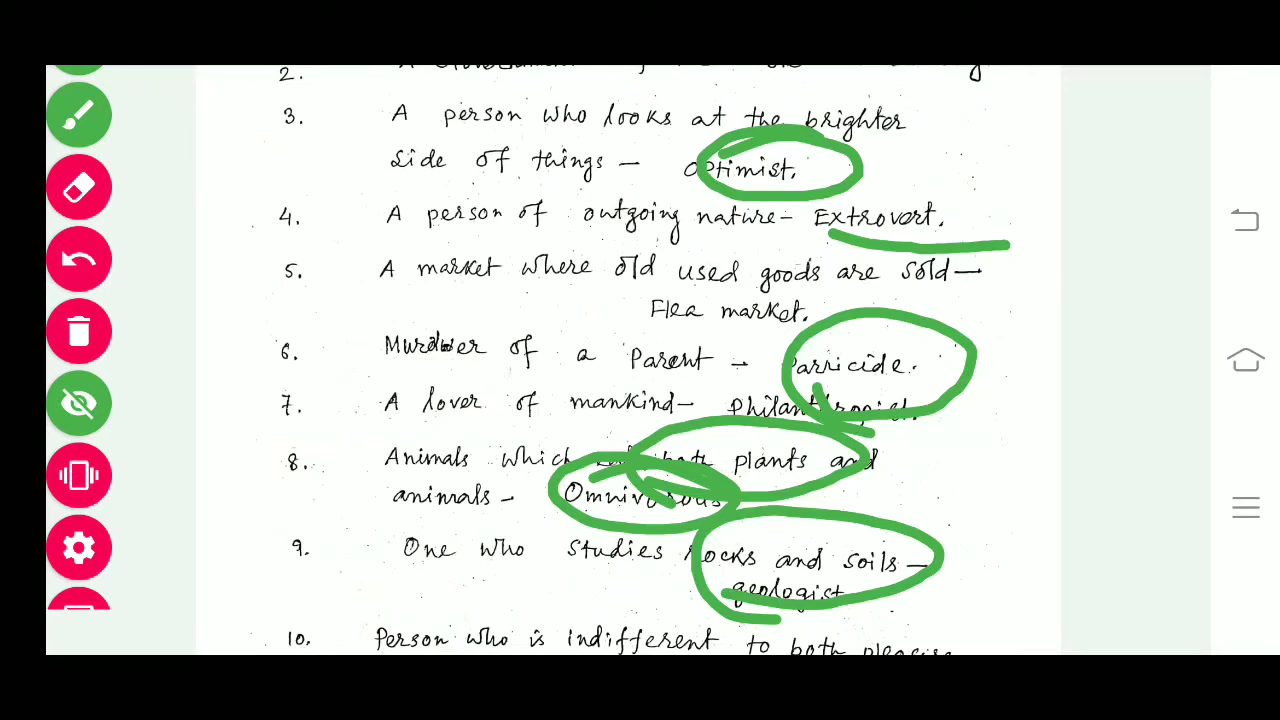 2. A
3. A person who looks at the brighter
side of things — Optimist.
4. A person of outgoing nature - Extrovert.
5. A market where old used goods are sold —
Flea market.
6. Murder of a Parent — Parricide.
7. A lover of mankind - Philanthropist.
8. Animals which eat both plants and
animals - Omnivorous
9. One who studies rocks and soils —
geologist
10. Person who is indifferent to both